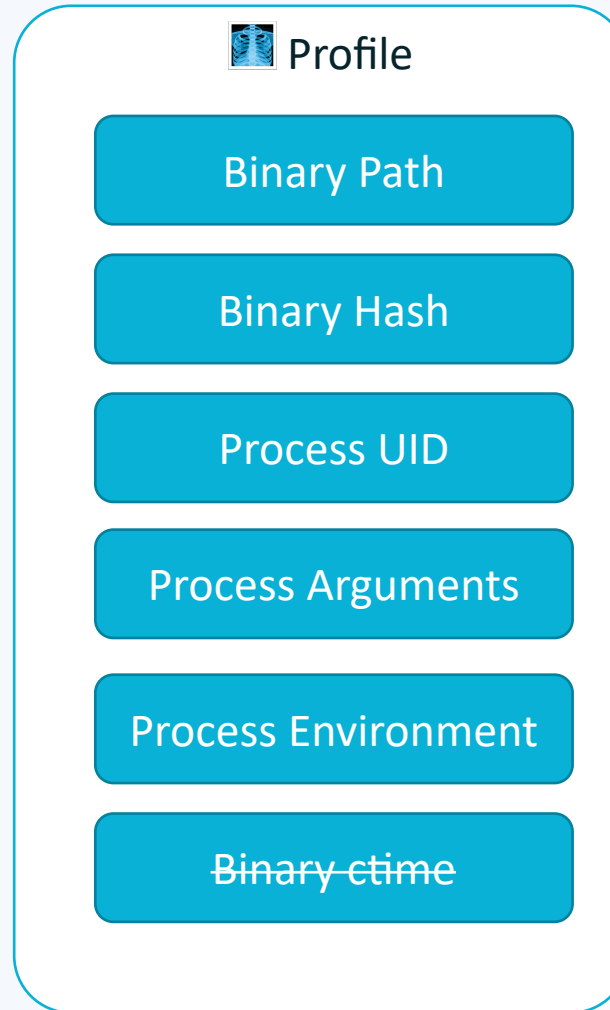 Profile
Binary Path
Binary Hash
Process UID
Process Arguments
Process Environment
Binary ctime